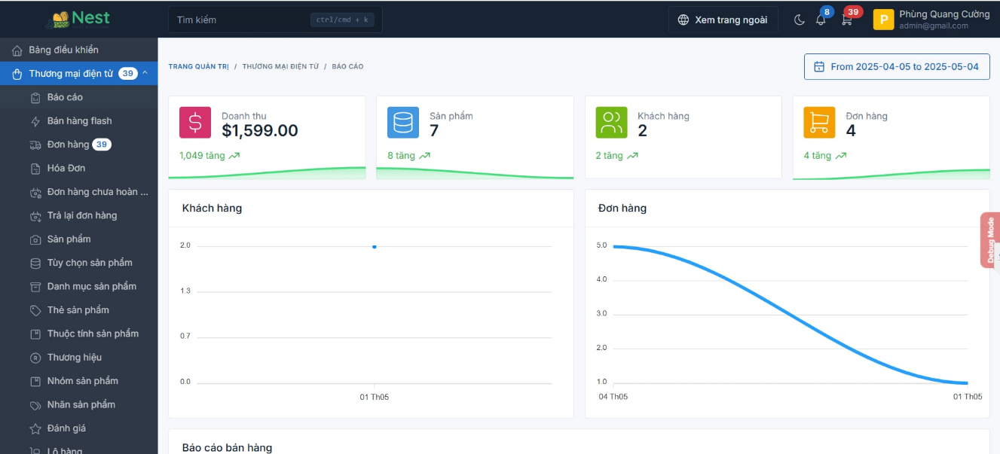 Nest
Tìm kiếm
ctrl/cmd + k
Xem trang ngoài
8
39
P
Phùng Quang Cường
admin@gmail.com
Bảng điều khiển
Thương mại điện tử 39
Báo cáo
Bán hàng flash
Đơn hàng 39
Hóa Đơn
Đơn hàng chưa hoàn ...
Trả lại đơn hàng
Sản phẩm
Tùy chọn sản phẩm
Danh mục sản phẩm
Thẻ sản phẩm
Thuộc tính sản phẩm
Thương hiệu
Nhóm sản phẩm
Nhãn sản phẩm
Đánh giá
Lô hàng
TRANG QUẢN TRỊ / THƯƠNG MẠI ĐIỆN TỬ / BÁO CÁO
From 2025-04-05 to 2025-05-04
Doanh thu
$1,599.00
1,049 tăng
Sản phẩm
7
8 tăng
Khách hàng
2
2 tăng
Đơn hàng
4
4 tăng
Khách hàng
2.0
1.3
0.7
0.0
01 Th05
Đơn hàng
5.0
4.0
3.0
2.0
1.0
04 Th05
01 Th05
Debug Mode
Báo cáo bán hàng